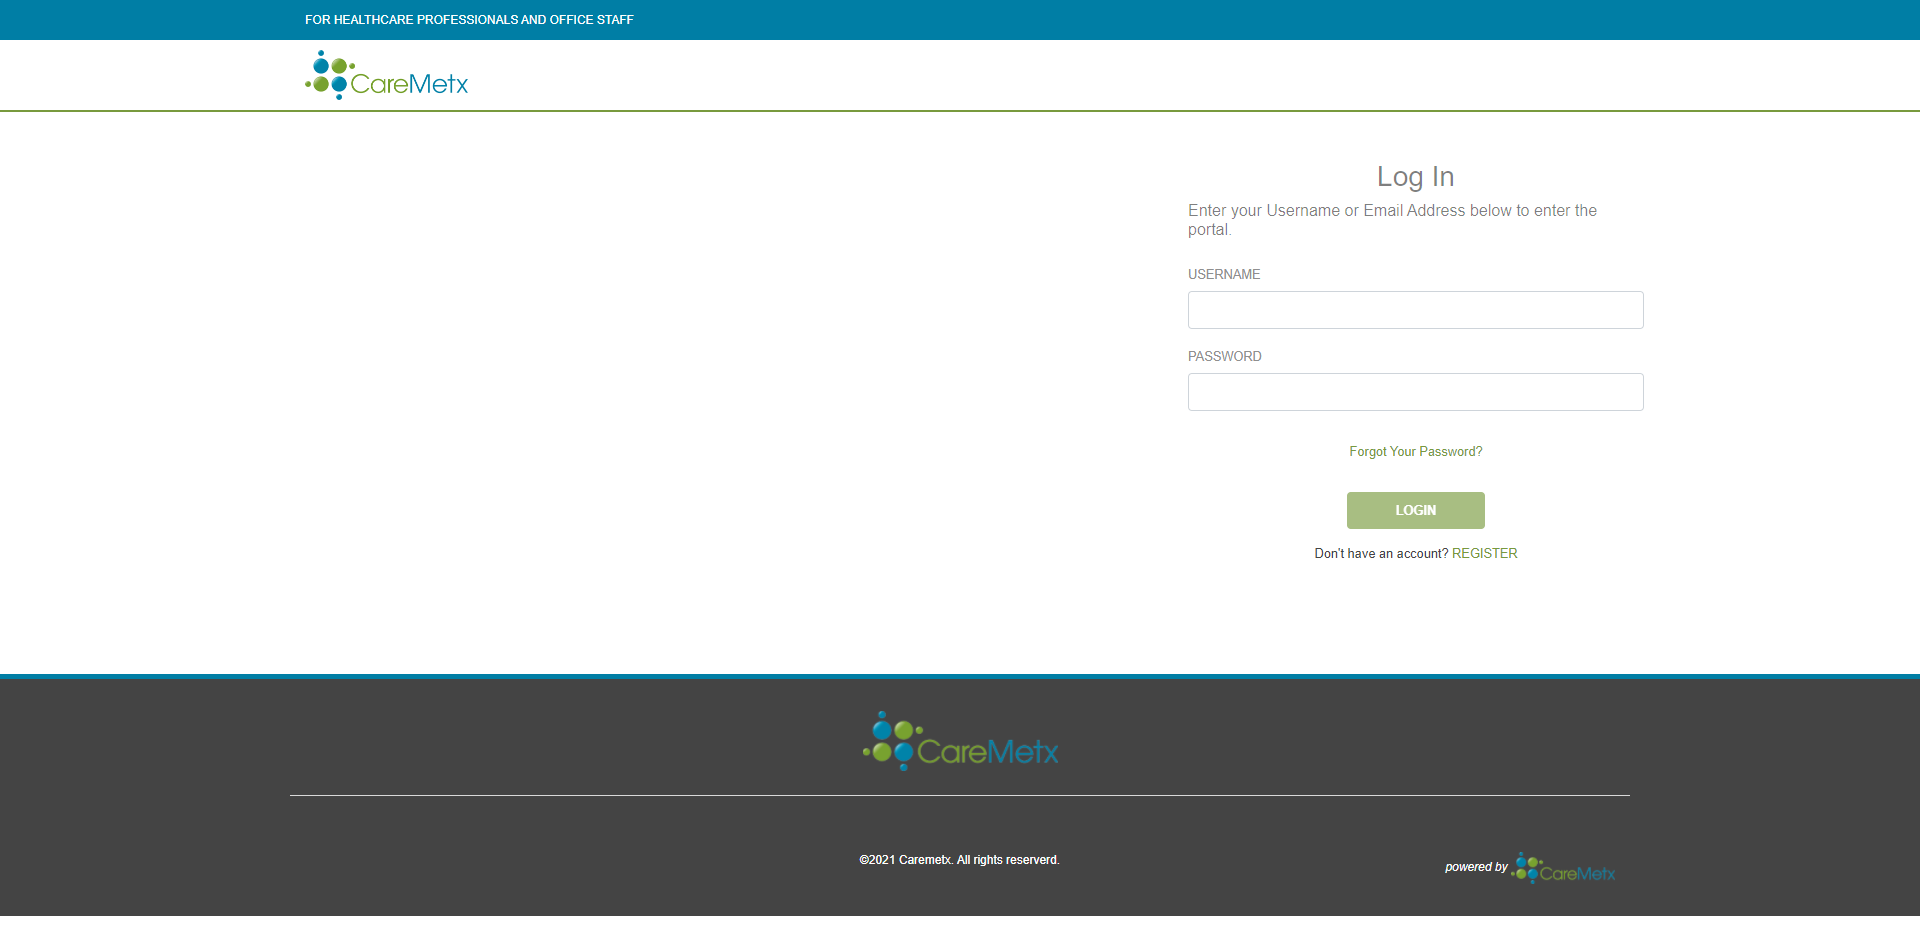 FOR HEALTHCARE PROFESSIONALS AND OFFICE STAFF
CareMetx
Log In
Enter your Username or Email Address below to enter the
portal.
USERNAME
PASSWORD
Forgot Your Password?
LOGIN
Don't have an account? REGISTER
CareMetx
©2021 Caremetx. All rights reserverd.
powered by CareMetx